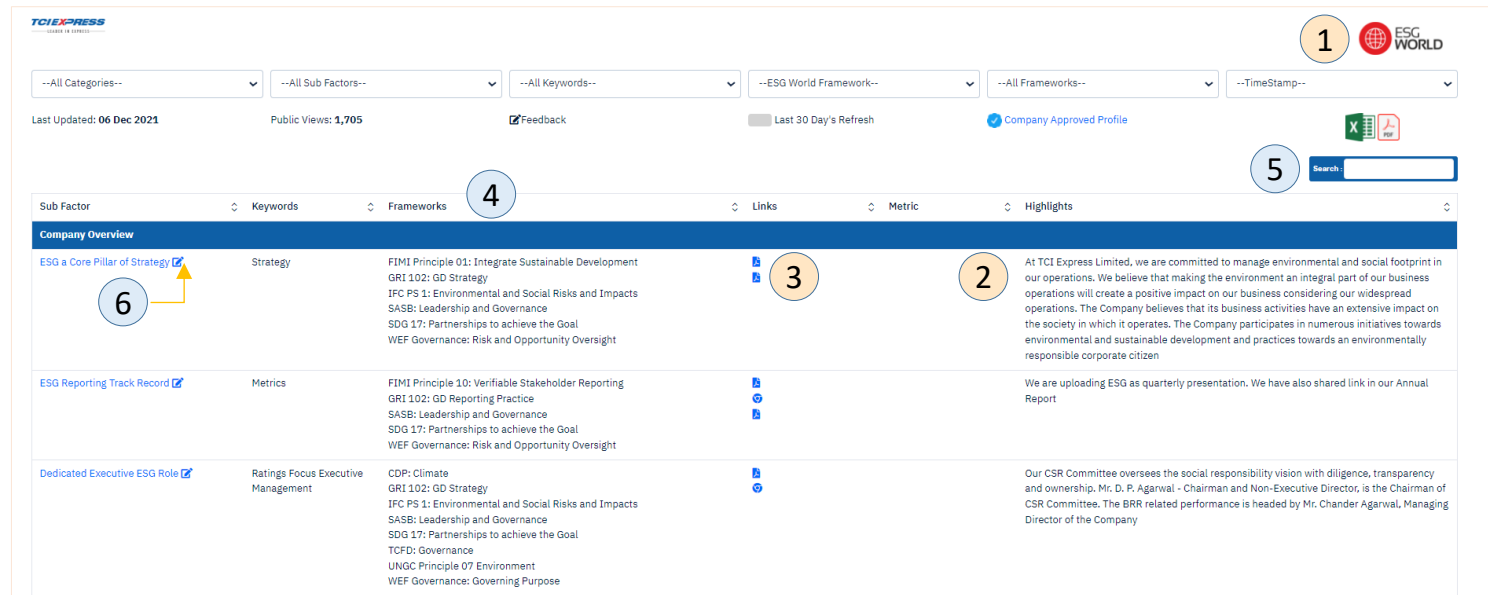 TCIEXPRESS
LEADER IN EXPRESS
1
ESG
WORLD
--All Categories--
--All Sub Factors--
--All Keywords--
--ESG World Framework--
--All Frameworks--
--TimeStamp--
Last Updated: 06 Dec 2021
Public Views: 1,705
Feedback
Last 30 Day's Refresh
Company Approved Profile
X
PDF
5
Search :
4
Sub Factor
Keywords
Frameworks
Links
Metric
Highlights
Company Overview
ESG a Core Pillar of Strategy
6
Strategy
FIMI Principle 01: Integrate Sustainable Development
GRI 102: GD Strategy
IFC PS 1: Environmental and Social Risks and Impacts
SASB: Leadership and Governance
SDG 17: Partnerships to achieve the Goal
WEF Governance: Risk and Opportunity Oversight
3
2
At TCI Express Limited, we are committed to manage environmental and social footprint in
our operations. We believe that making the environment an integral part of our business
operations will create a positive impact on our business considering our widespread
operations. The Company believes that its business activities have an extensive impact on
the society in which it operates. The Company participates in numerous initiatives towards
environmental and sustainable development and practices towards an environmentally
responsible corporate citizen
ESG Reporting Track Record
Metrics
FIMI Principle 10: Verifiable Stakeholder Reporting
GRI 102: GD Reporting Practice
SASB: Leadership and Governance
SDG 17: Partnerships to achieve the Goal
WEF Governance: Risk and Opportunity Oversight
We are uploading ESG as quarterly presentation. We have also shared link in our Annual
Report
Dedicated Executive ESG Role
Ratings Focus Executive
Management
CDP: Climate
GRI 102: GD Strategy
IFC PS 1: Environmental and Social Risks and Impacts
SASB: Leadership and Governance
SDG 17: Partnerships to achieve the Goal
TCFD: Governance
UNGC Principle 07 Environment
WEF Governance: Governing Purpose
Our CSR Committee oversees the social responsibility vision with diligence, transparency
and ownership. Mr. D. P. Agarwal - Chairman and Non-Executive Director, is the Chairman of
CSR Committee. The BRR related performance is headed by Mr. Chander Agarwal, Managing
Director of the Company